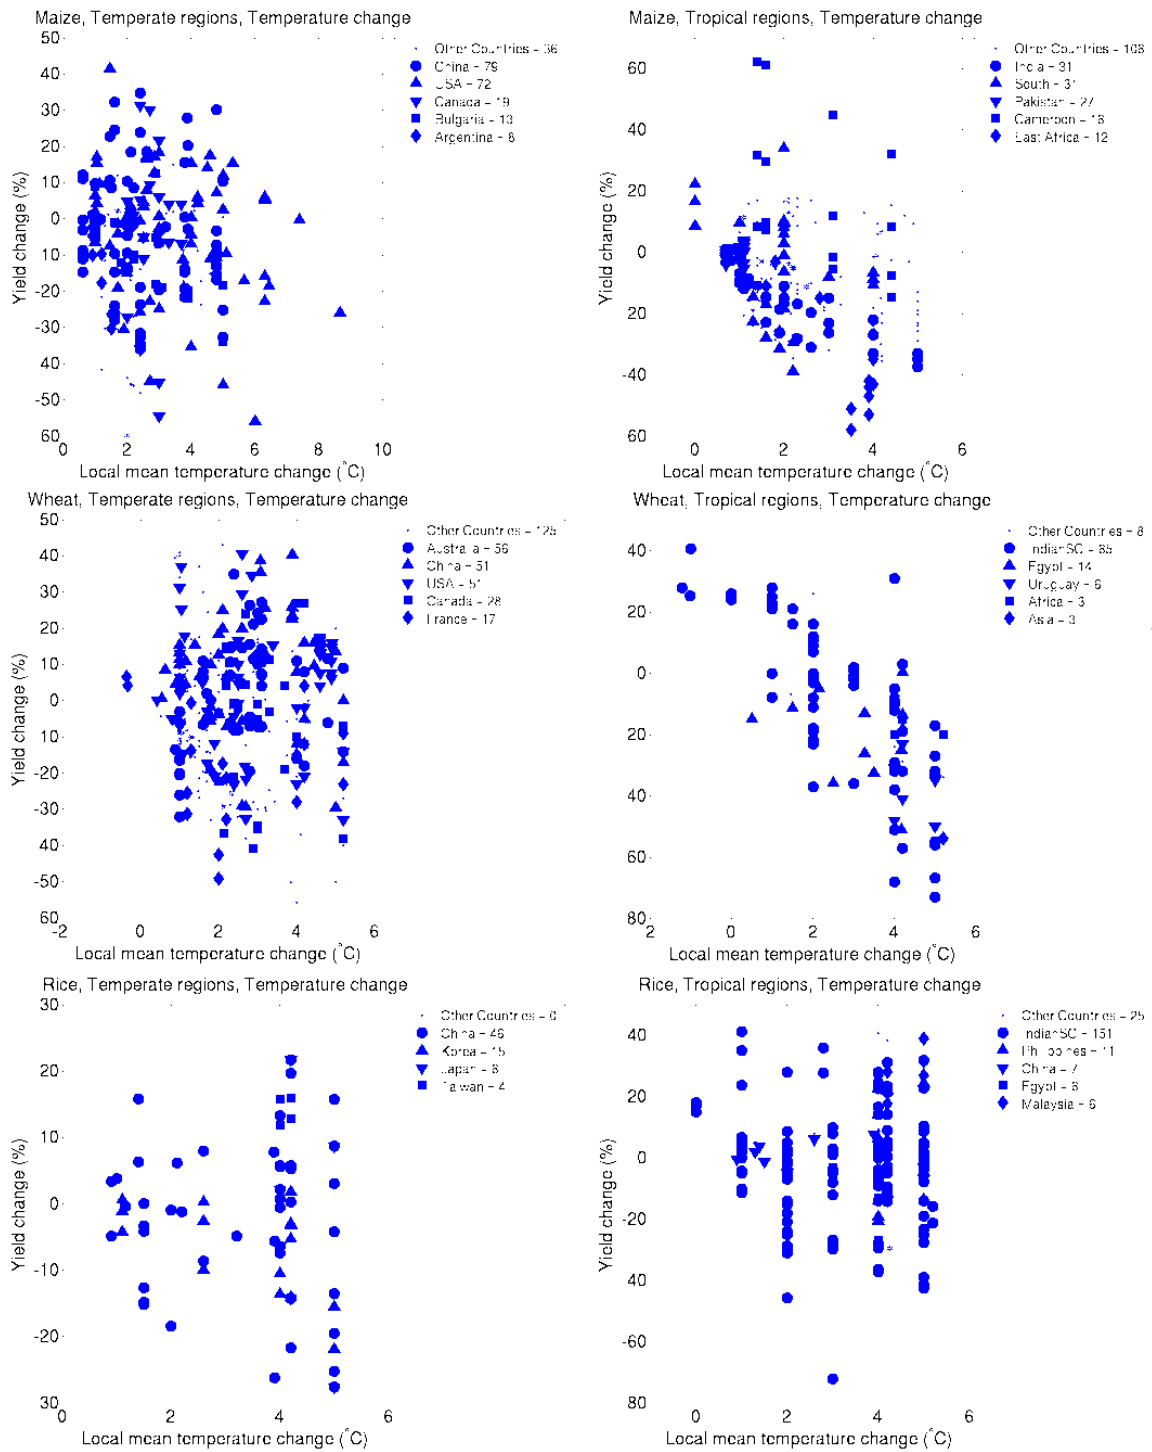 Maize, Temperate regions, Temperature change
50
40
30
20
10
0
10
-20
-30
40
-50
60
0 2 4 6 8 10
Yield change (%)
Local mean temperature change (°C)
Other Countries - 36
China - 79
USA - 72
Canada - 19
Bulgaria - 13
Argentina - 8
Maize, Tropical regions, Temperature change
60
40
20
0
20
-40
60
0 2 4 6
Yield change (%)
Local mean temperature change (°C)
Other Countries - 108
India - 31
South - 31
Pakistan - 27
Cameroon - 18
East Africa - 12
Wheat, Temperate regions, Temperature change
50
40
30
20
10
0
10
-20
-30
40
-50
60
-2 0 2 4 6
Yield change (%)
Local mean temperature change (°C)
Other Countries - 125
Australia - 56
China - 51
USA - 51
Canada - 28
France - 17
Wheat, Tropical regions, Temperature change
40
20
0
20
40
60
80
2 0 2 4 6
Yield change (%)
Local mean temperature change (°C)
Other Countries - 8
IndianSC - 65
Egypt - 14
Uruguay - 6
Africa - 3
Asia - 3
Rice, Temperate regions, Temperature change
30
20
10
0
-10
-20
30
0 2 4 6
Yield change (%)
Local mean temperature change (°C)
Other Countries - 0
China - 46
Korea - 15
Japan - 6
Taiwan - 4
Rice, Tropical regions, Temperature change
40
20
0
-20
40
-60
80
0 2 4 6
Yield change (%)
Local mean temperature change (°C)
Other Countries - 25
IndianSC - 151
Philippines - 11
China - 7
Egypt - 6
Malaysia - 6